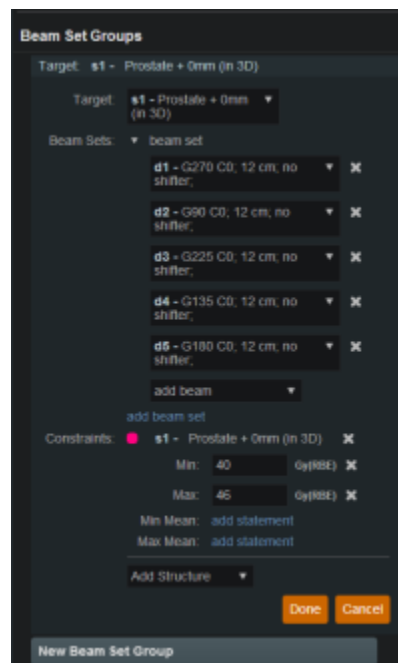 Beam Set Groups
Target: s1 - Prostate + 0mm (in 3D)
Target: s1 - Prostate + 0mm
(in 3D)
Beam Sets: beam set
d1 - G270 C0; 12 cm; no
shifter;
d2 - G90 C0; 12 cm; no
shifter;
d3 - G225 C0; 12 cm; no
shifter;
d4 - G135 C0; 12 cm; no
shifter;
d5 - G180 C0; 12 cm; no
shifter;
add beam
add beam set
Constraints: s1 - Prostate + 0mm (in 3D)
Min: 40 Gy(RBE)
Max: 46 Gy(RBE)
Min Mean: add statement
Max Mean: add statement
Add Structure
Done Cancel
New Beam Set Group